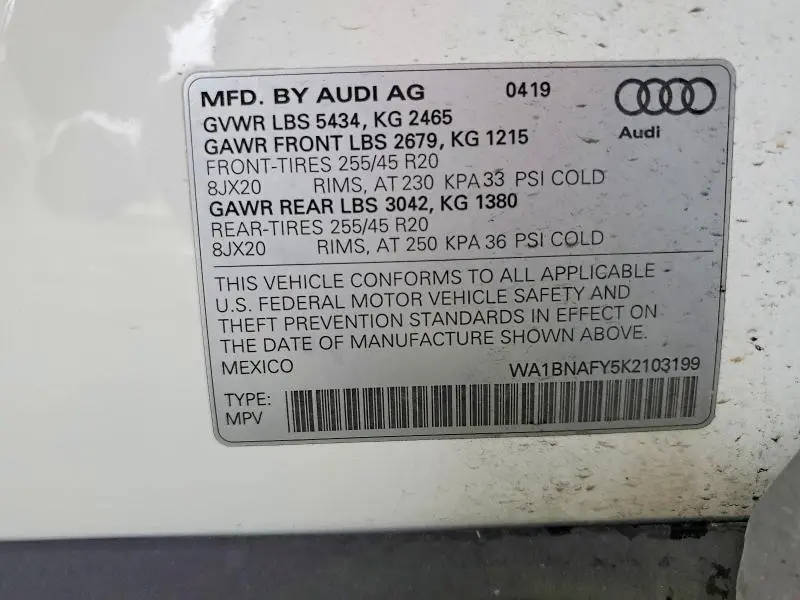 MFD. BY AUDI AG 0419
Audi
GVWR LBS 5434, KG 2465
GAWR FRONT LBS 2679, KG 1215
FRONT-TIRES 255/45 R20
8JX20 RIMS, AT 230 KPA 33 PSI COLD
GAWR REAR LBS 3042, KG 1380
REAR-TIRES 255/45 R20
8JX20 RIMS, AT 250 KPA 36 PSI COLD
THIS VEHICLE CONFORMS TO ALL APPLICABLE
U.S. FEDERAL MOTOR VEHICLE SAFETY AND
THEFT PREVENTION STANDARDS IN EFFECT ON
THE DATE OF MANUFACTURE SHOWN ABOVE.
MEXICO WA1BNAFY5K2103199
TYPE:
MPV